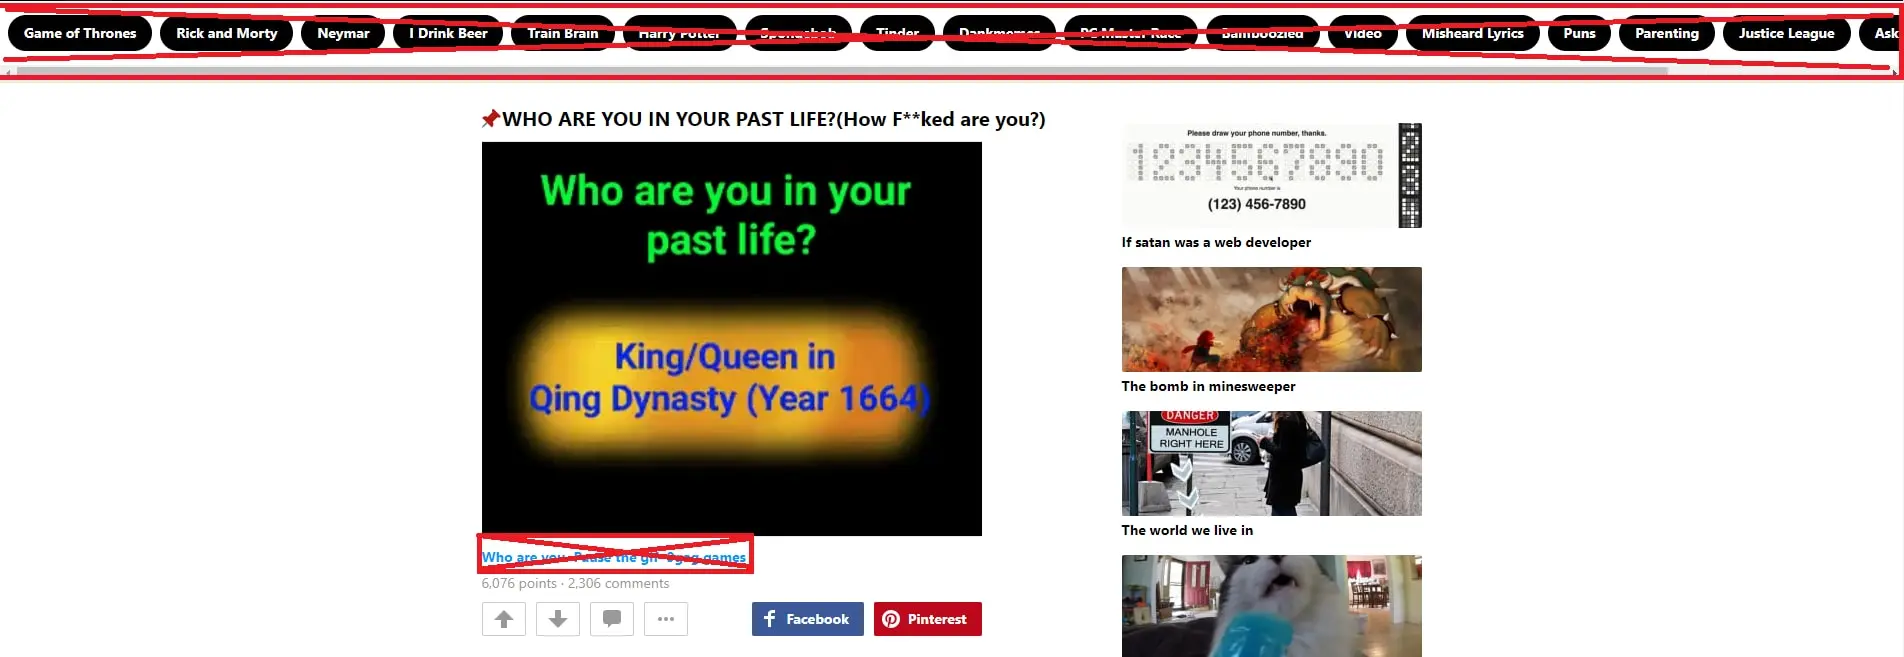 Game of Thrones
Rick and Morty
Neymar
I Drink Beer
Train Brain
Harry Potter
Spongebob
Tinder
Dankmemes
PC Master Race
Bamboozled
Video
Misheard Lyrics
Puns
Parenting
Justice League
Ask
WHO ARE YOU IN YOUR PAST LIFE?(How F**ked are you?)
Who are you in your
past life?
King/Queen in
Qing Dynasty (Year 1664)
Who are you · Pause the gif · 9gag games
6,076 points · 2,306 comments
Facebook
Pinterest
Please draw your phone number, thanks.
1234567890
Your phone number is
(123) 456-7890
If satan was a web developer
The bomb in minesweeper
DANGER
MANHOLE
RIGHT HERE
The world we live in